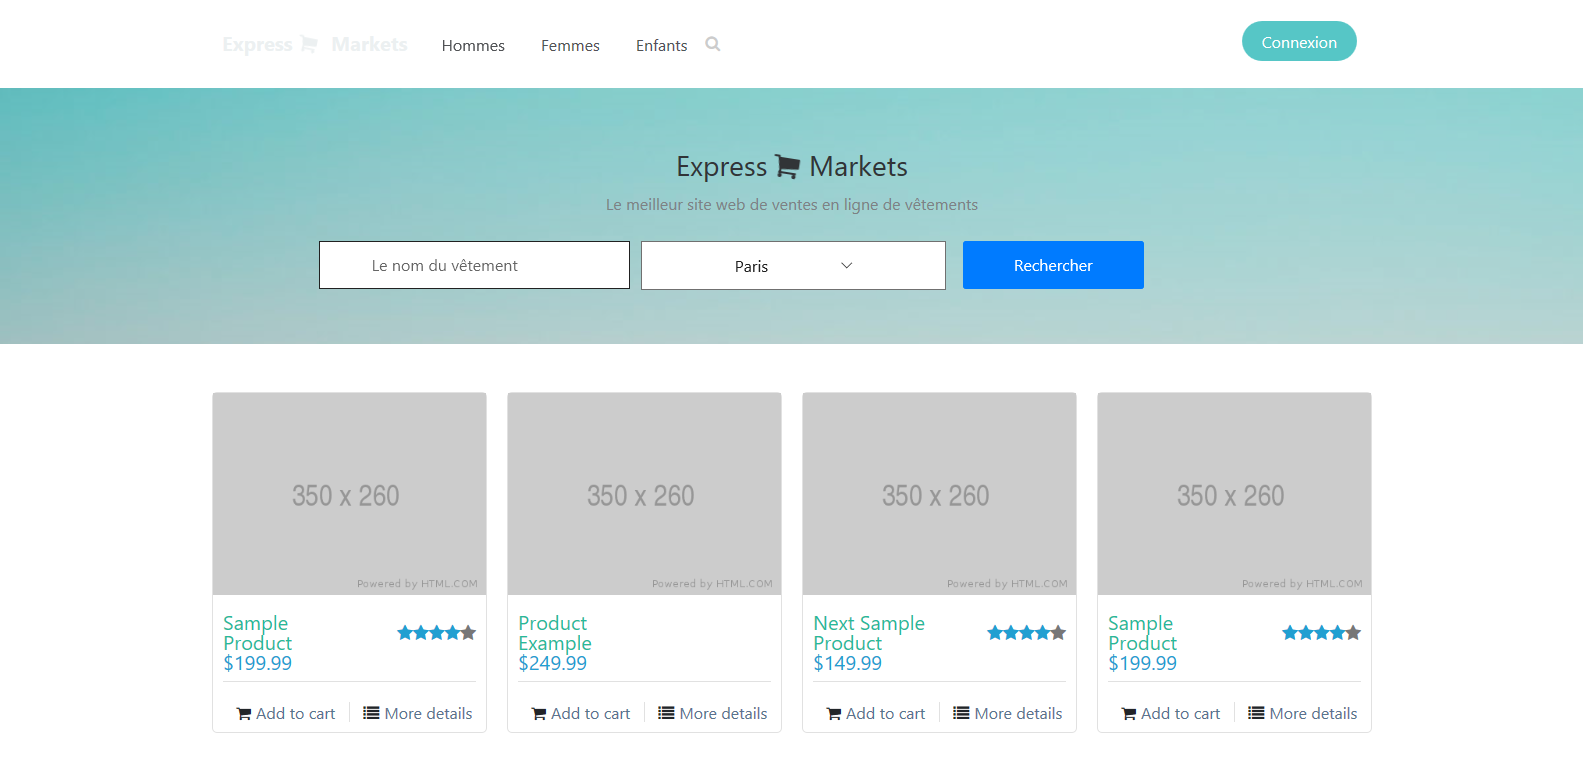 Express Markets Hommes Femmes Enfants Connexion
Express Markets
Le meilleur site web de ventes en ligne de vêtements
Le nom du vêtement Paris Rechercher
350 x 260
Powered by HTML.COM
Sample
Product
$199.99
Add to cart More details
350 x 260
Powered by HTML.COM
Product
Example
$249.99
Add to cart More details
350 x 260
Powered by HTML.COM
Next Sample
Product
$149.99
Add to cart More details
350 x 260
Powered by HTML.COM
Sample
Product
$199.99
Add to cart More details